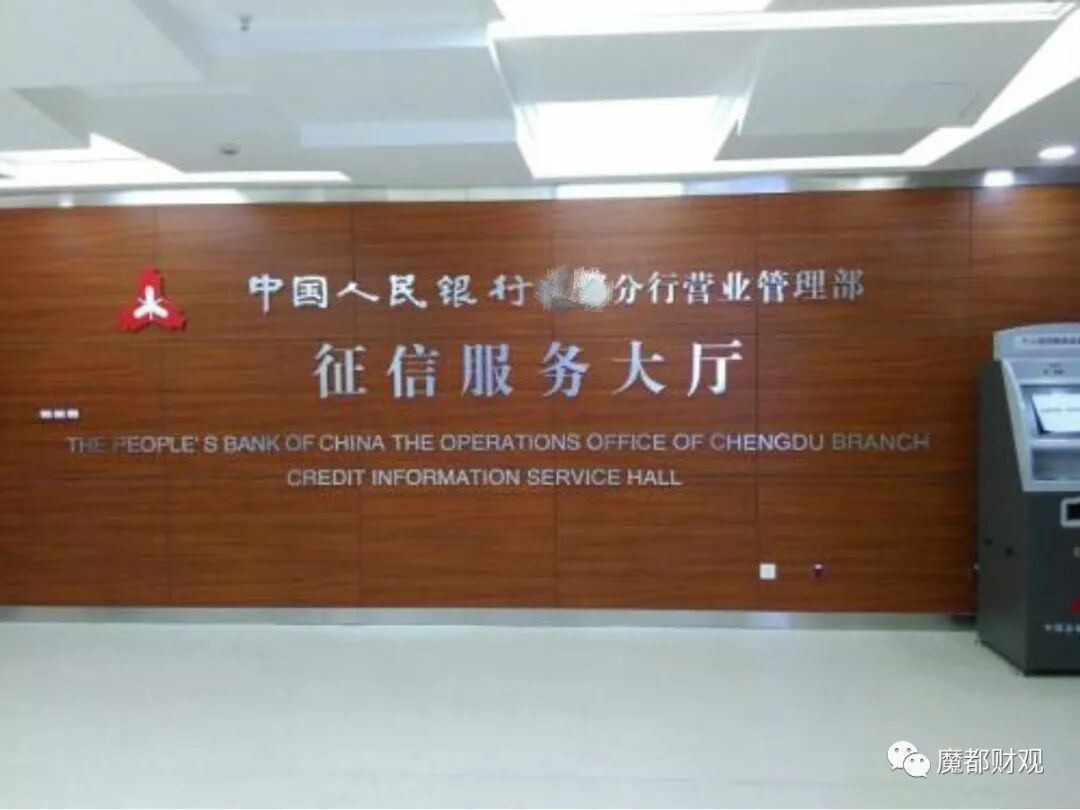 中国人民银行分行营业管理部
征信服务大厅
THE PEOPLE'S BANK OF CHINA THE OPERATIONS OFFICE OF CHENGDU BRANCH
CREDIT INFORMATION SERVICE HALL
魔都财观